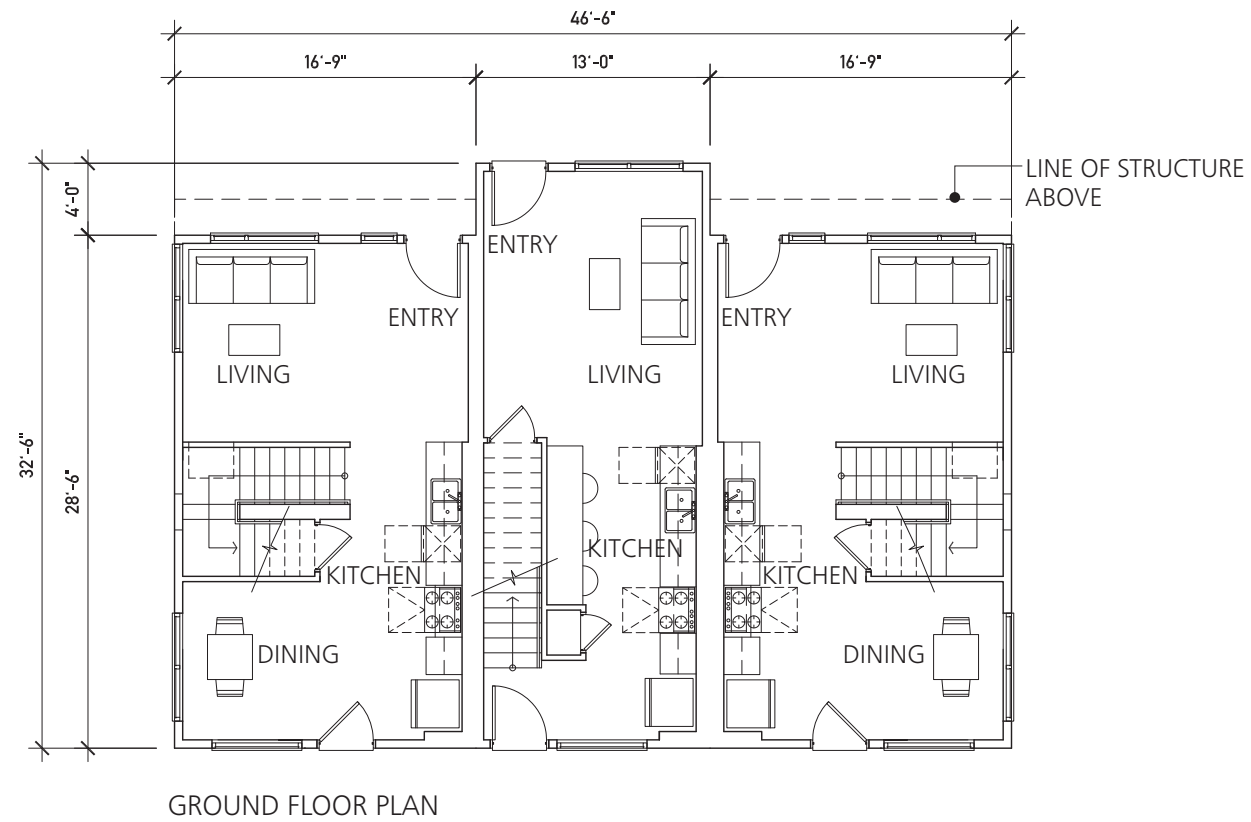 46'-6"
16'-9"
13'-0"
16'-9"
LINE OF STRUCTURE
ABOVE
4'-0"
32'-6"
28'-6"
ENTRY
ENTRY
ENTRY
LIVING
LIVING
LIVING
KITCHEN
KITCHEN
KITCHEN
DINING
DINING
GROUND FLOOR PLAN